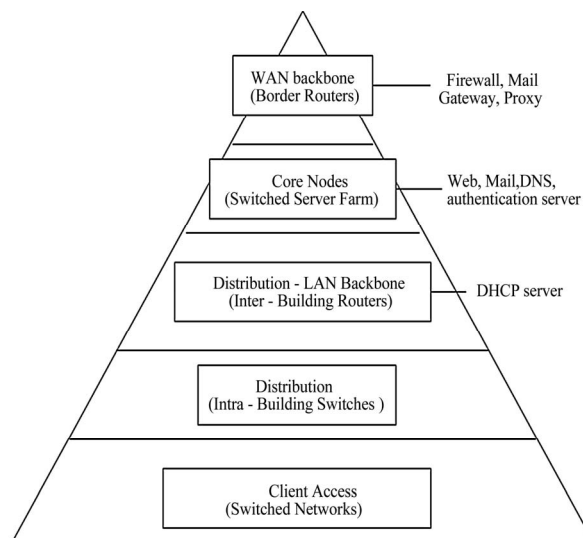 WAN backbone
(Border Routers)
Firewall, Mail
Gateway, Proxy
Core Nodes
(Switched Server Farm)
Web, Mail,DNS,
authentication server
Distribution - LAN Backbone
(Inter - Building Routers)
DHCP server
Distribution
(Intra - Building Switches )
Client Access
(Switched Networks)